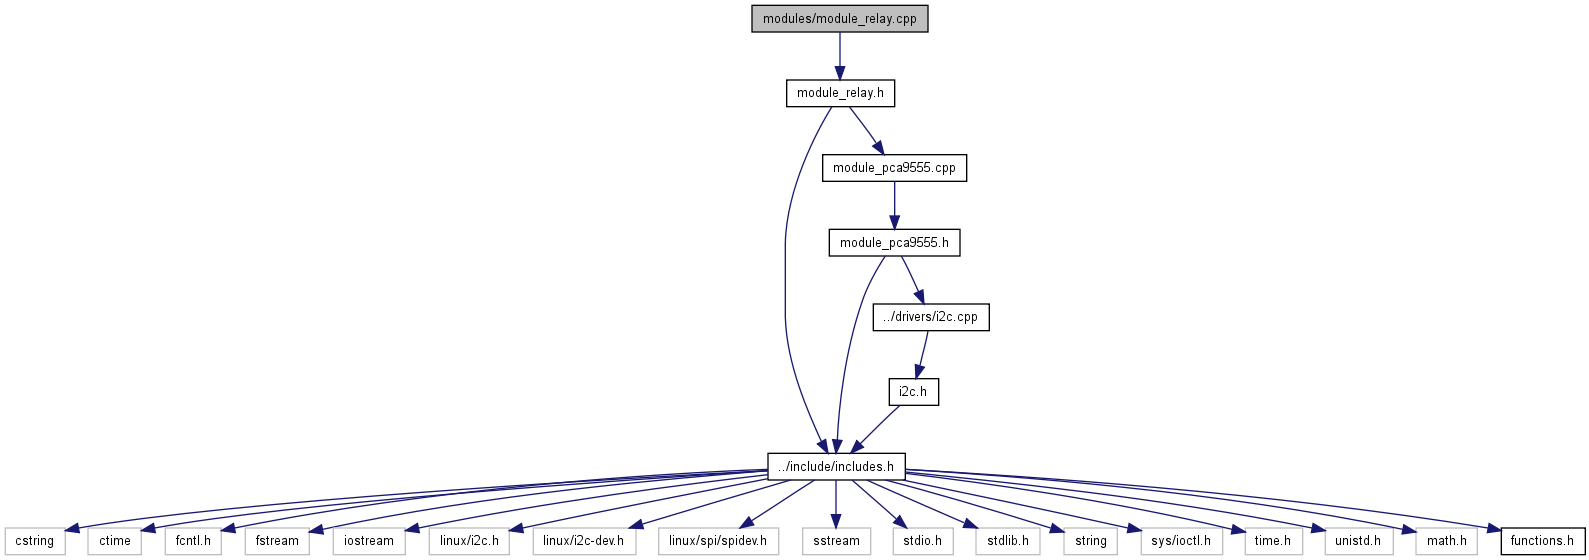 modules/module_relay.cpp
module_relay.h
module_pca9555.cpp
module_pca9555.h
../drivers/i2c.cpp
i2c.h
../include/includes.h
cstring
ctime
fcntl.h
fstream
iostream
linux/i2c.h
linux/i2c-dev.h
linux/spi/spidev.h
sstream
stdio.h
stdlib.h
string
sys/ioctl.h
time.h
unistd.h
math.h
functions.h